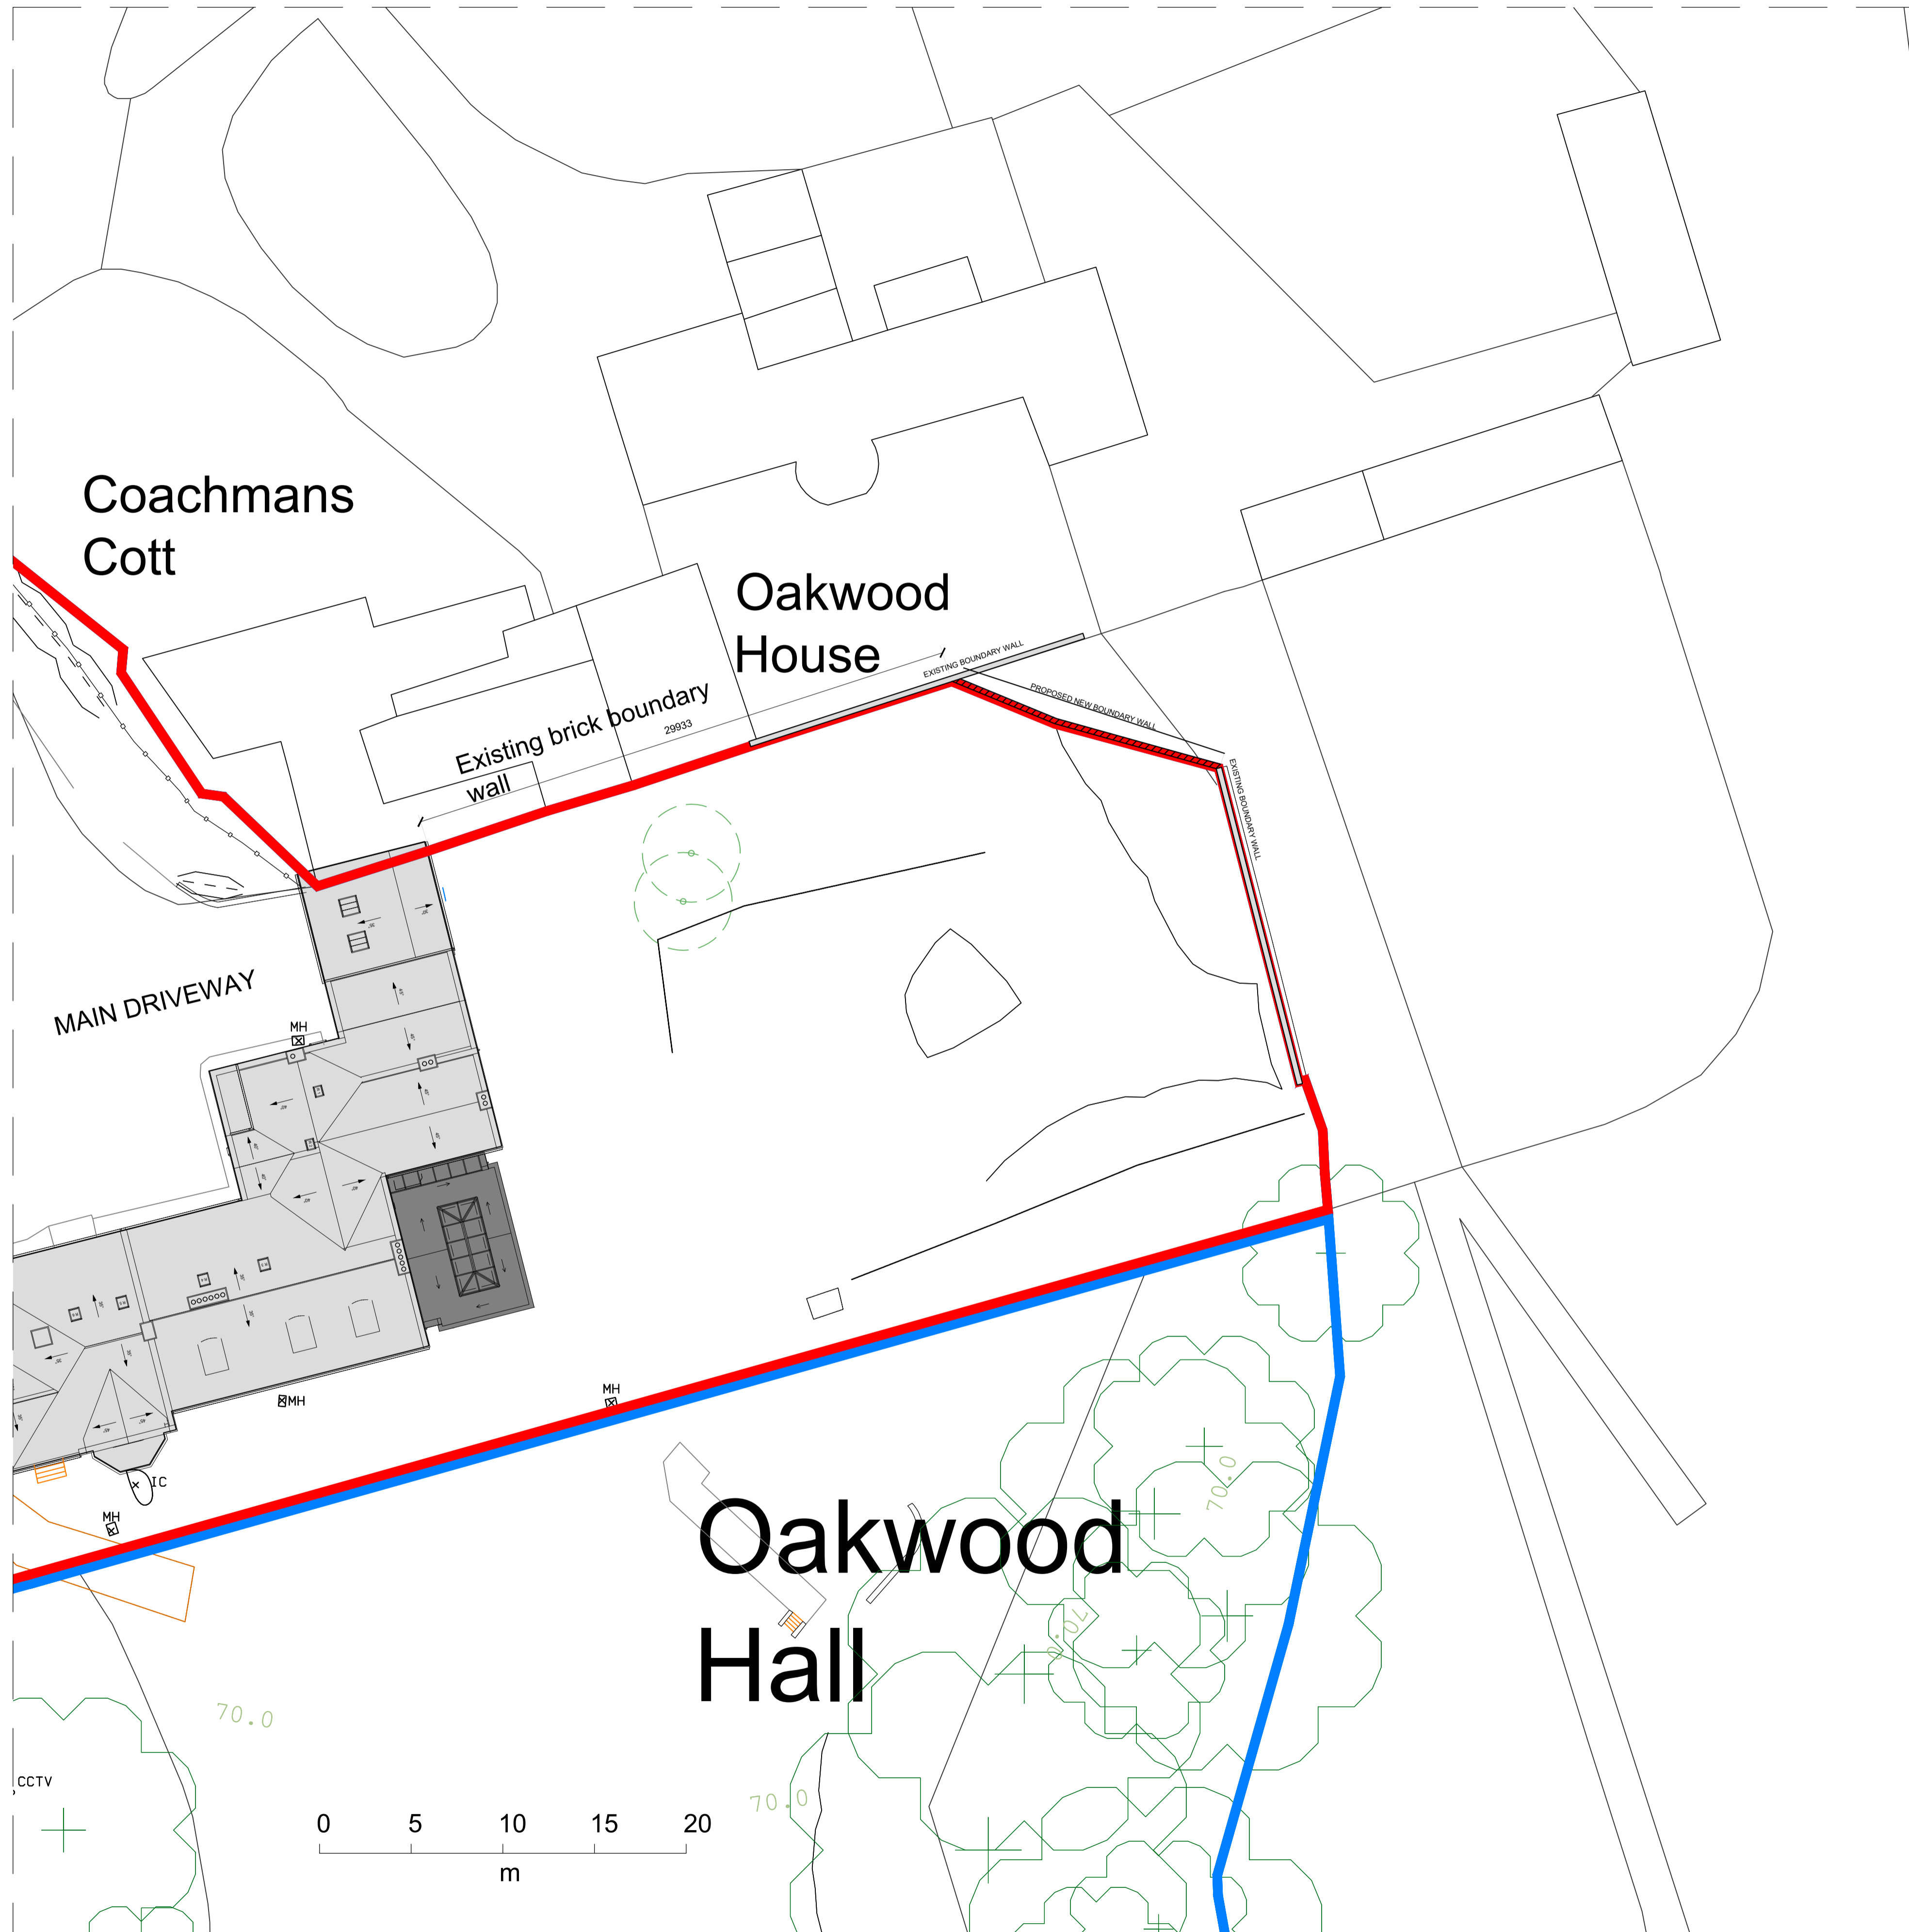 Coachmans
Cott
Oakwood
House
EXISTING BOUNDARY WALL
PROPOSED NEW BOUNDARY WALL
Existing brick boundary
wall
29933
EXISTING BOUNDARY WALL
MAIN DRIVEWAY
MH
MH
MH
IC
MH
Oakwood
Hall
70.0
70.0
70.0
70.0
CCTV
0 5 10 15 20
m